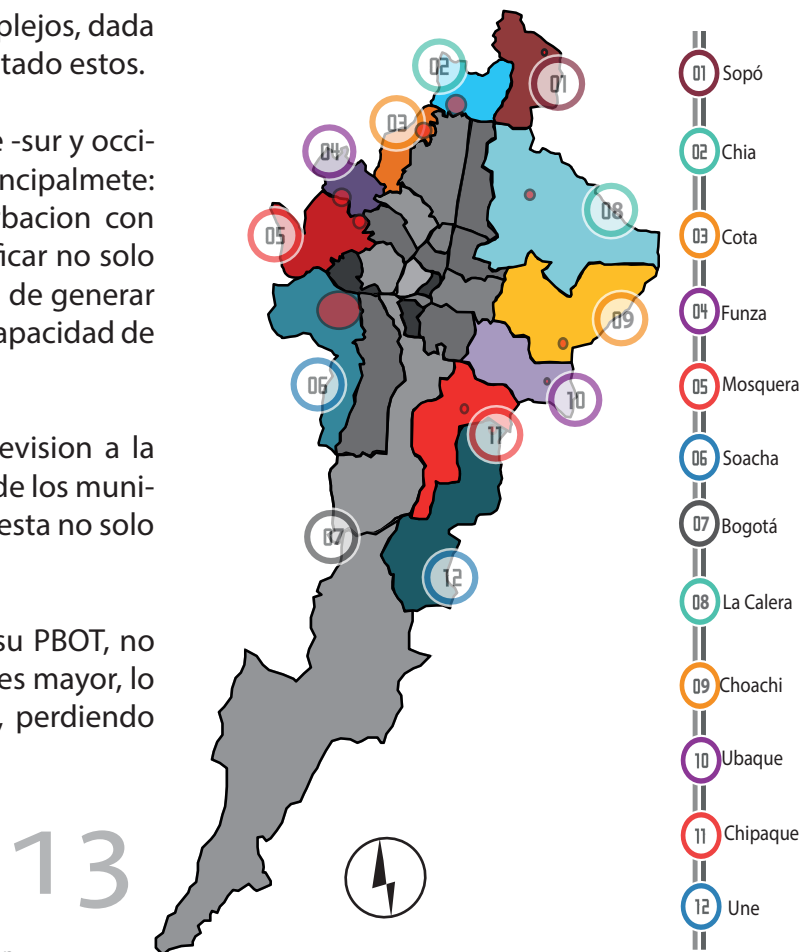 plejos, dada
tado estos.
e -sur y occi-
ncipalmete:
bacion con
ficar no solo
de generar
apacidad de
evision a la
de los muni-
esta no solo
su PBOT, no
es mayor, lo
, perdiendo
13
02
01
03
04
05
08
09
06
10
11
07
12
01 Sopó
02 Chia
03 Cota
04 Funza
05 Mosquera
06 Soacha
07 Bogotá
08 La Calera
09 Choachi
10 Ubaque
11 Chipaque
12 Une